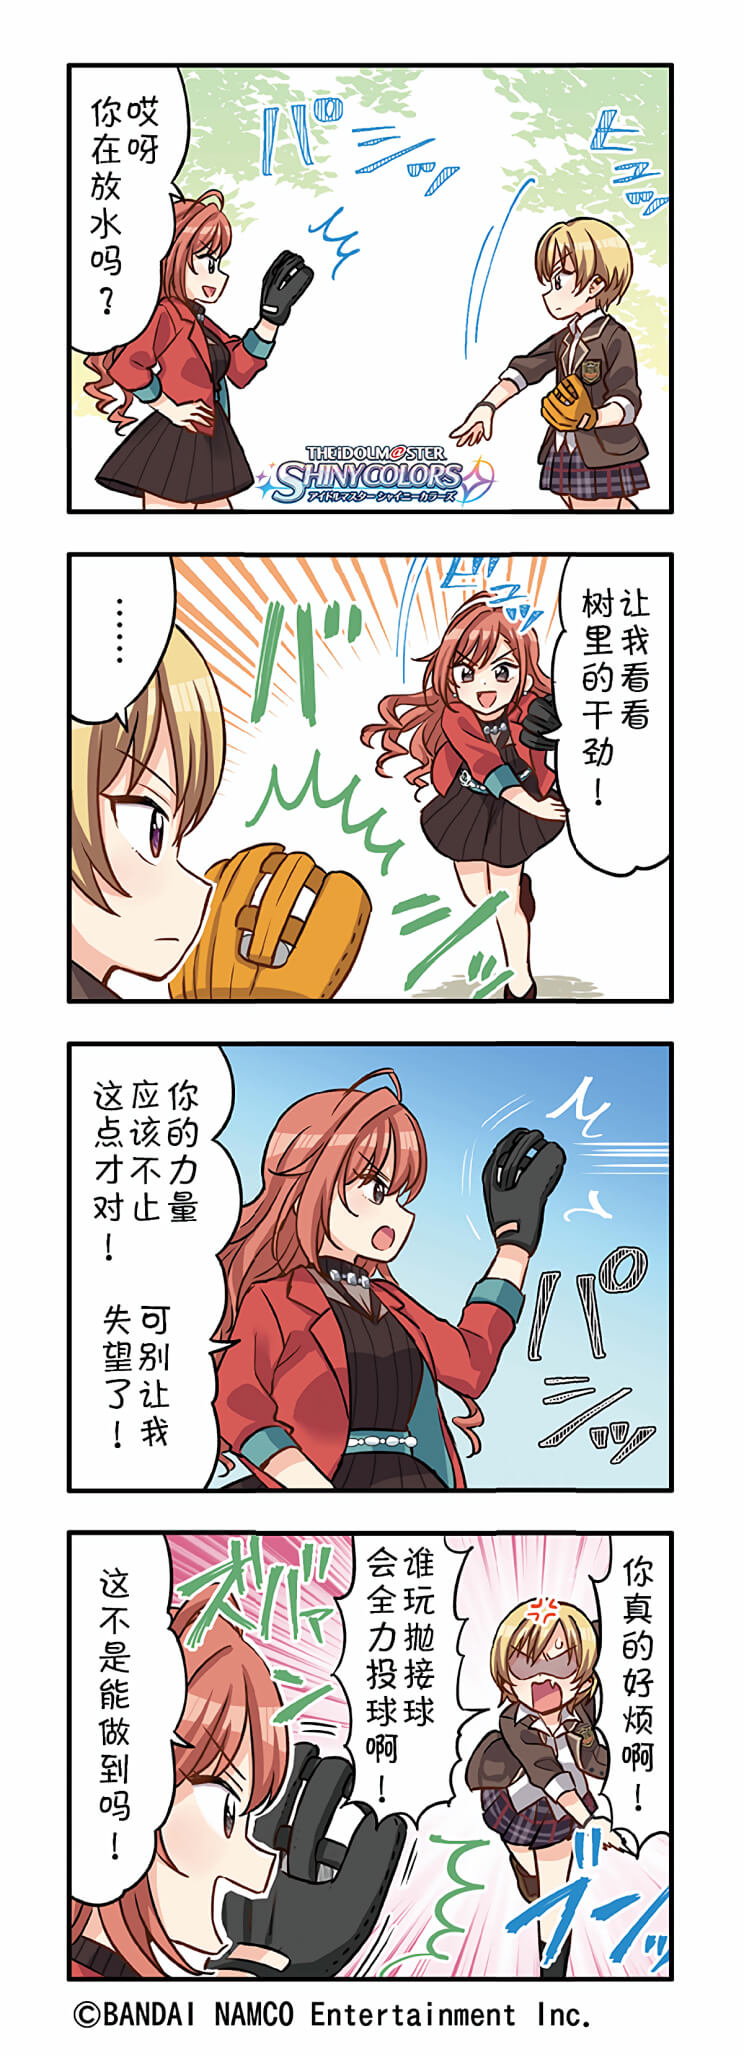 哎呀
你在放水吗？
パシッ
ヒュッ
THE iDOLM@STER
SHINY COLORS
アイドルマスター シャイニーカラーズ
让我看看
树里的干劲！
ビュッ
バシッ
……
你的力量
应该不止
这点才对！
可别让我
失望了！
パシッ
你真的好烦啊！
谁玩抛接球
会全力投球啊！
ブンッ
ズバァン
这不是能做到吗！
©BANDAI NAMCO Entertainment Inc.